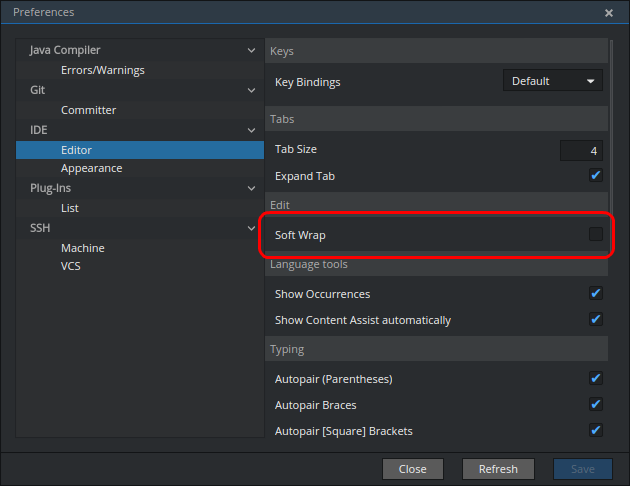 Preferences
Java Compiler
Errors/Warnings
Git
Committer
IDE
Editor
Appearance
Plug-Ins
List
SSH
Machine
VCS
Keys
Key Bindings Default
Tabs
Tab Size 4
Expand Tab
Edit
Soft Wrap
Language tools
Show Occurrences
Show Content Assist automatically
Typing
Autopair (Parentheses)
Autopair Braces
Autopair [Square] Brackets
Close Refresh Save